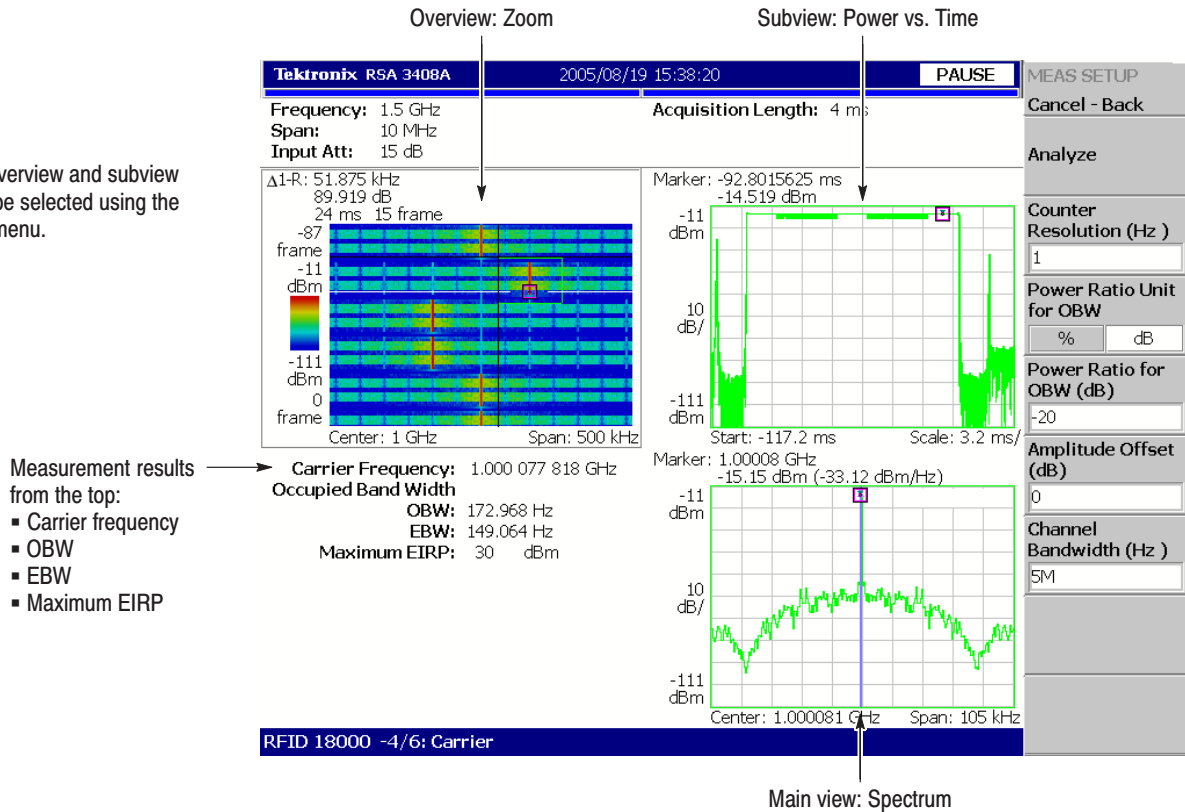 Overview: Zoom
Subview: Power vs. Time
Tektronix RSA 3408A 2005/08/19 15:38:20 PAUSE
Frequency: 1.5 GHz
Span: 10 MHz
Input Att: 15 dB
Acquisition Length: 4 ms
verview and subview
be selected using the
menu.
Δ1-R: 51.875 kHz
89.919 dB
24 ms 15 frame
-87
frame
-11
dBm
-111
dBm
0
frame
Center: 1 GHz Span: 500 kHz
Marker: -92.8015625 ms
-14.519 dBm
-11
dBm
10
dB/
-111
dBm
Start: -117.2 ms Scale: 3.2 ms/
Measurement results
from the top:
▪ Carrier frequency
▪ OBW
▪ EBW
▪ Maximum EIRP
Carrier Frequency: 1.000 077 818 GHz
Occupied Band Width
OBW: 172.968 Hz
EBW: 149.064 Hz
Maximum EIRP: 30 dBm
Marker: 1.00008 GHz
-15.15 dBm (-33.12 dBm/Hz)
-11
dBm
10
dB/
-111
dBm
Center: 1.000081 GHz Span: 105 kHz
MEAS SETUP
Cancel - Back
Analyze
Counter
Resolution (Hz )
1
Power Ratio Unit
for OBW
% dB
Power Ratio for
OBW (dB)
-20
Amplitude Offset
(dB)
0
Channel
Bandwidth (Hz )
5M
RFID 18000 -4/6: Carrier
Main view: Spectrum